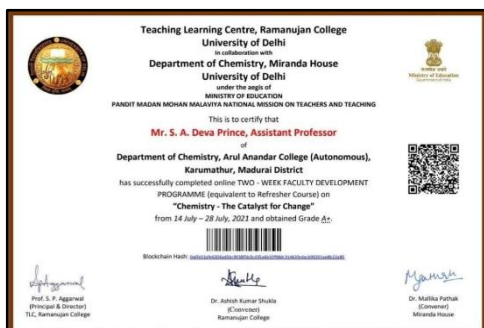 Teaching Learning Centre, Ramanujan College
University of Delhi
in collaboration with
Department of Chemistry, Miranda House
University of Delhi
under the aegis of
MINISTRY OF EDUCATION
PANDIT MADAN MOHAN MALAVIYA NATIONAL MISSION ON TEACHERS AND TEACHING
Ministry of Education
Government of India
This is to certify that
Mr. S. A. Deva Prince, Assistant Professor
of
Department of Chemistry, Arul Anandar College (Autonomous),
Karumathur, Madurai District
has successfully completed online TWO - WEEK FACULTY DEVELOPMENT
PROGRAMME (equivalent to Refresher Course) on
"Chemistry - The Catalyst for Change"
from 14 July – 28 July, 2021 and obtained Grade A+.
Blockchain Hash:
Prof. S. P. Aggarwal
(Principal & Director)
TLC, Ramanujan College
Dr. Ashish Kumar Shukla
(Convener)
Ramanujan College
Dr. Mallika Pathak
(Convener)
Miranda House